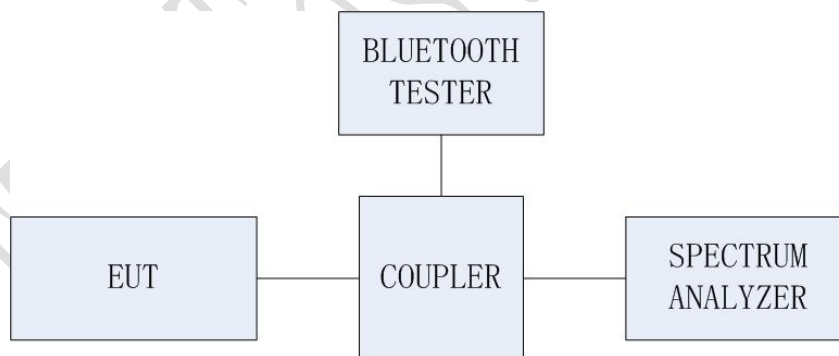 BLUETOOTH
TESTER
EUT
COUPLER
SPECTRUM
ANALYZER